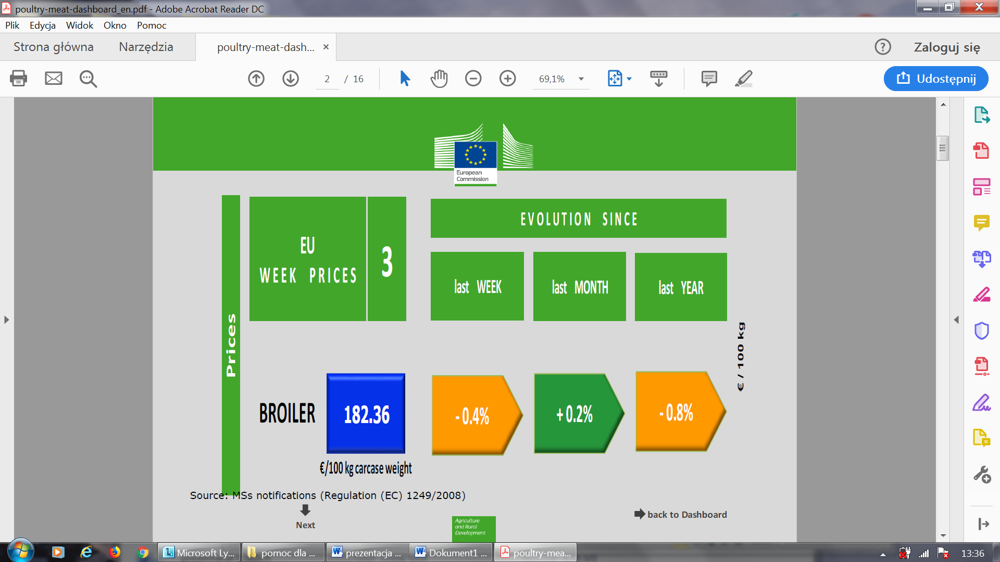 poultry-meat-dashboard_en.pdf - Adobe Acrobat Reader DC
Plik Edycja Widok Okno Pomoc
Strona główna Narzędzia poultry-meat-dash... × ? Zaloguj się
2 / 16 69,1% Udostępnij
European
Commission
Prices
EU
WEEK PRICES
3
EVOLUTION SINCE
last WEEK
last MONTH
last YEAR
€ / 100 kg
BROILER
182.36
- 0.4%
+ 0.2%
- 0.8%
€/100 kg carcase weight
Source: MSs notifications (Regulation (EC) 1249/2008)
Next
back to Dashboard
Agriculture
and Rural
Development
Microsoft Ly... pomoc dla ... prezentacja ... Dokument1 ... poultry-mea... 13:36